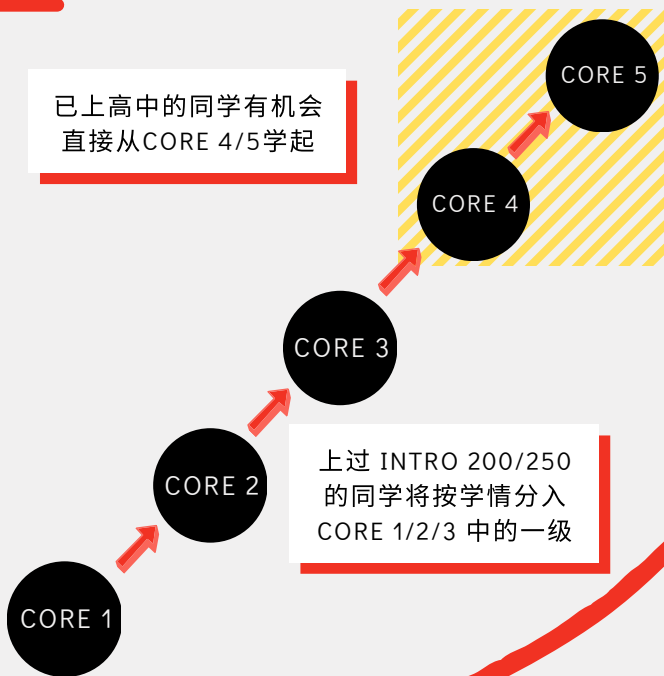 CORE 5
已上高中的同学有机会
直接从CORE 4/5学起
CORE 4
CORE 3
上过 INTRO 200/250
的同学将按学情分入
CORE 1/2/3 中的一级
CORE 2
CORE 1